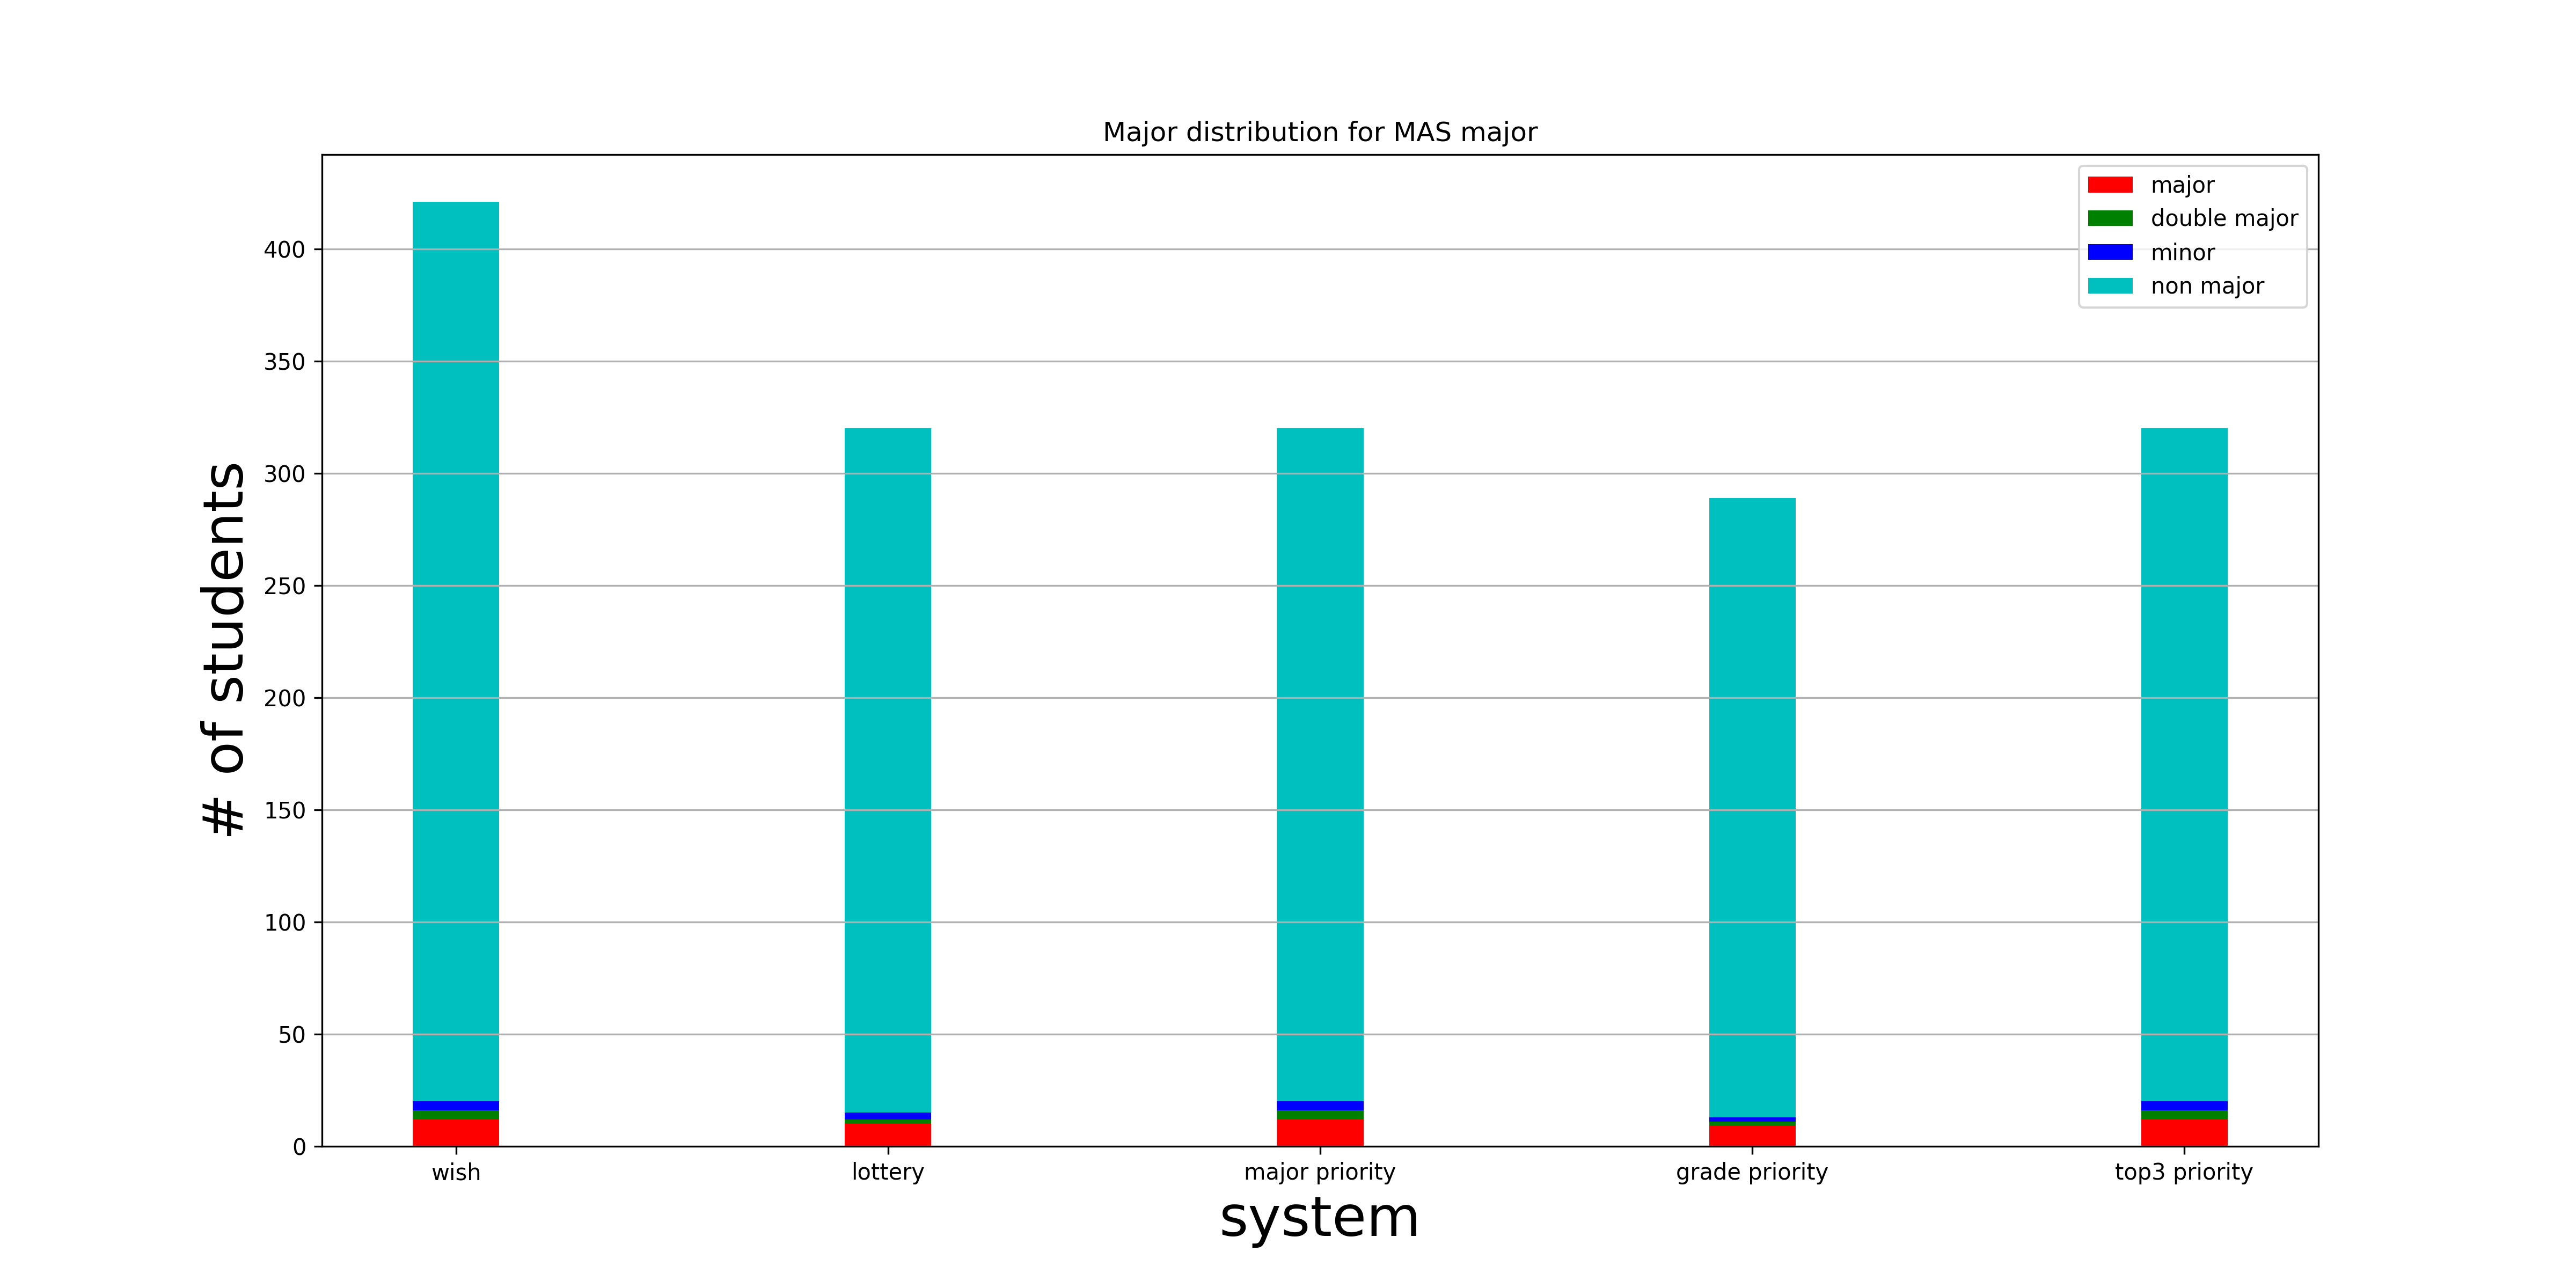 Major distribution for MAS major
major
double major
minor
non major
# of students
400
350
300
250
200
150
100
50
0
wish
lottery
major priority
grade priority
top3 priority
system